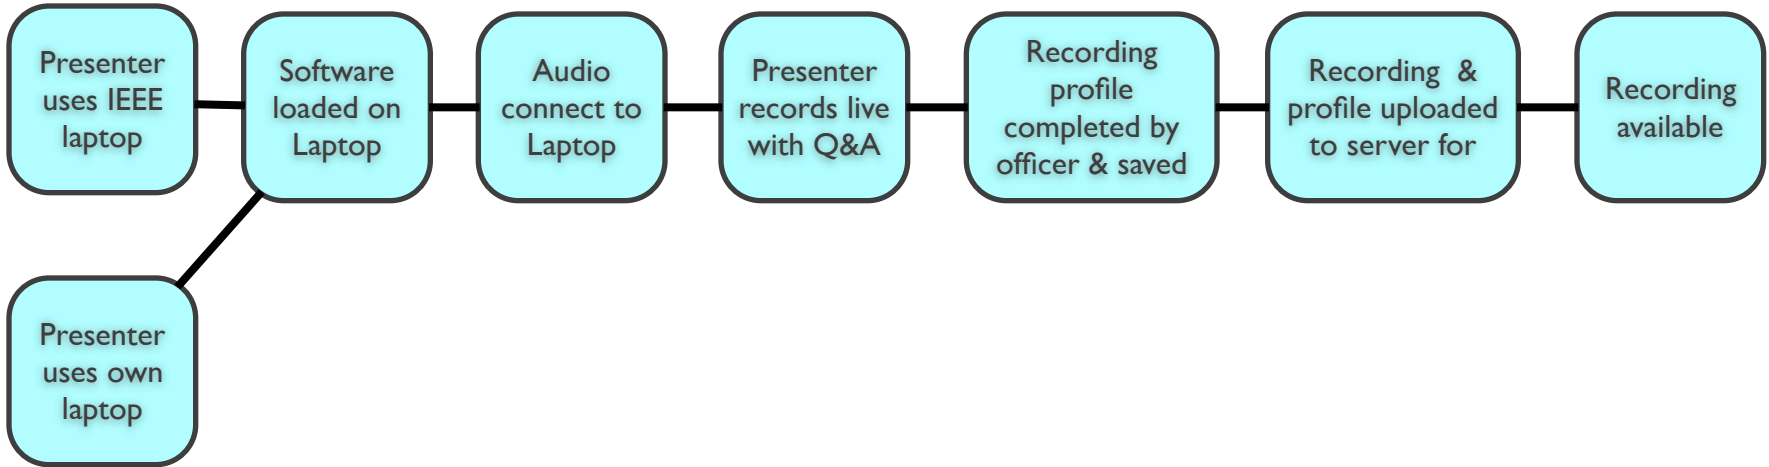 Presenter
uses IEEE
laptop
Software
loaded on
Laptop
Audio
connect to
Laptop
Presenter
records live
with Q&A
Recording
profile
completed by
officer & saved
Recording &
profile uploaded
to server for
Recording
available
Presenter
uses own
laptop